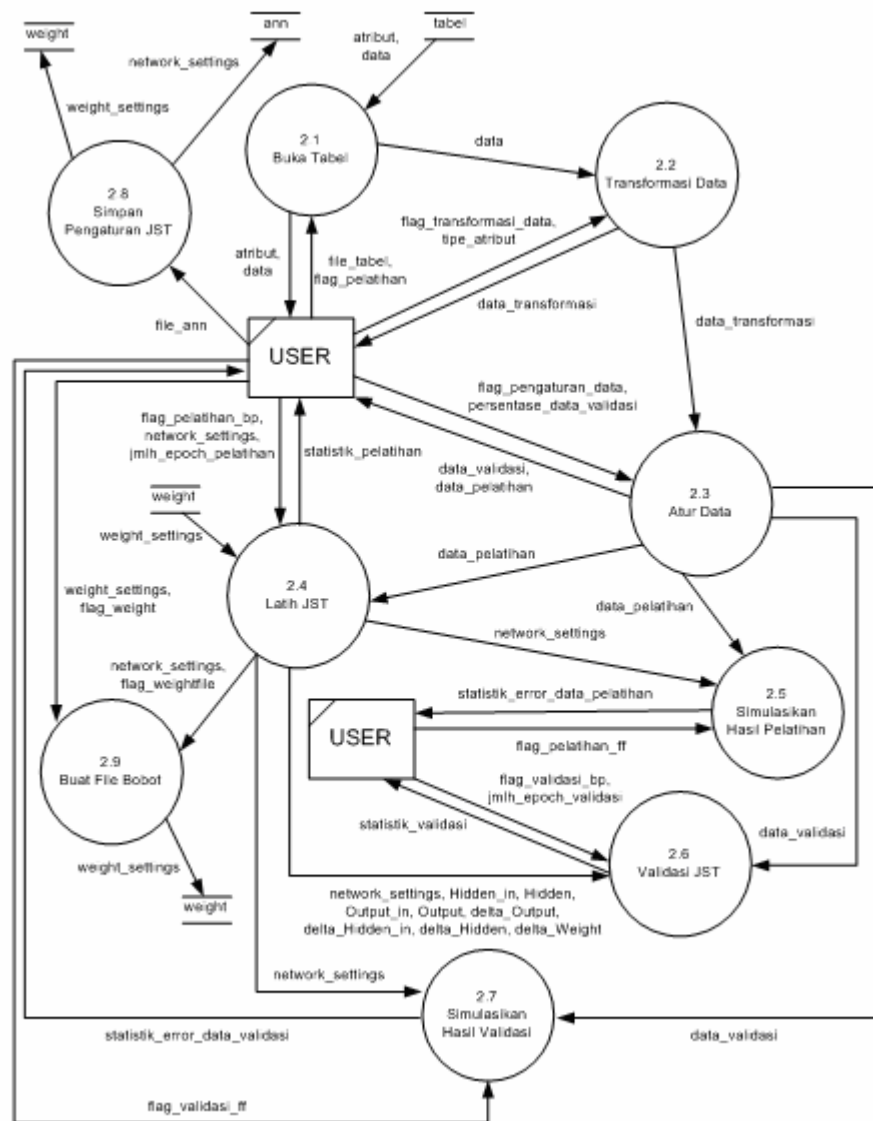 weight
ann
tabel
atribut,
data
network_settings
weight_settings
2.1
Buka Tabel
data
2.2
Transformasi Data
2.8
Simpan
Pengaturan JST
flag_transformasi_data,
tipe_atribut
atribut,
data
file_tabel,
flag_pelatihan
data_transformasi
file_ann
data_transformasi
USER
flag_pengaturan_data,
persentase_data_validasi
flag_pelatihan_bp,
network_settings,
jmlh_epoch_pelatihan
statistik_pelatihan
data_validasi,
data_pelatihan
2.3
Atur Data
weight
weight_settings
data_pelatihan
2.4
Latih JST
weight_settings,
flag_weight
data_pelatihan
network_settings
network_settings,
flag_weightfile
statistik_error_data_pelatihan
2.5
Simulasikan
Hasil Pelatihan
USER
flag_pelatihan_ff
2.9
Buat File Bobot
flag_validasi_bp,
jmlh_epoch_validasi
statistik_validasi
data_validasi
2.6
Validasi JST
weight_settings
weight
network_settings, Hidden_in, Hidden,
Output_in, Output, delta_Output,
delta_Hidden_in, delta_Hidden, delta_Weight
network_settings
2.7
Simulasikan
Hasil Validasi
statistik_error_data_validasi
data_validasi
flag_validasi_ff